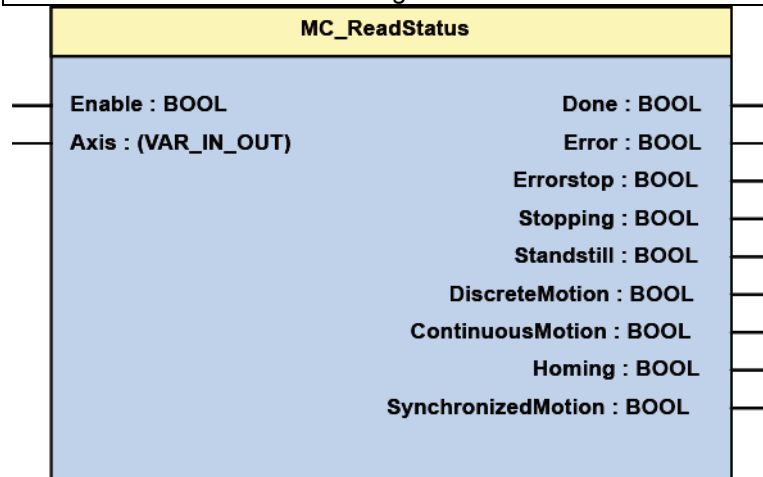 MC_ReadStatus
Enable : BOOL Done : BOOL
Axis : (VAR_IN_OUT) Error : BOOL
Errorstop : BOOL
Stopping : BOOL
Standstill : BOOL
DiscreteMotion : BOOL
ContinuousMotion : BOOL
Homing : BOOL
SynchronizedMotion : BOOL